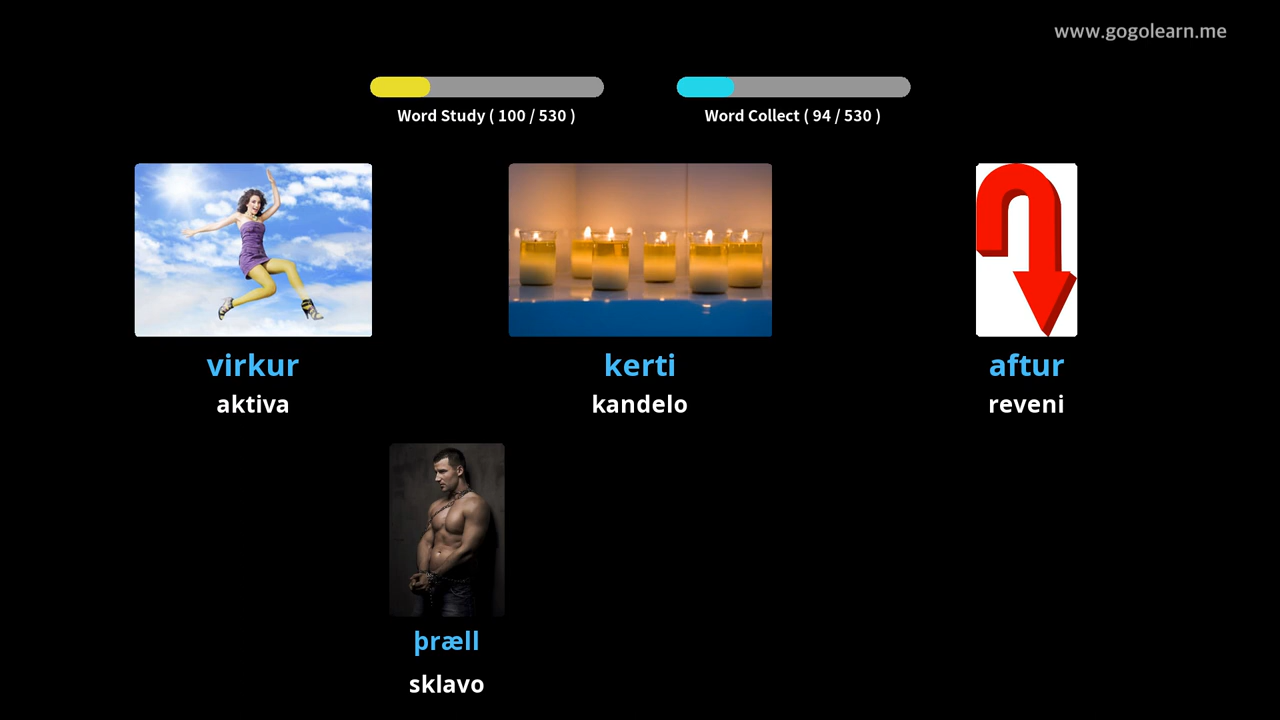 www.gogolearn.me
Word Study ( 100 / 530 )
Word Collect ( 94 / 530 )
virkur
aktiva
kerti
kandelo
aftur
reveni
þræll
sklavo